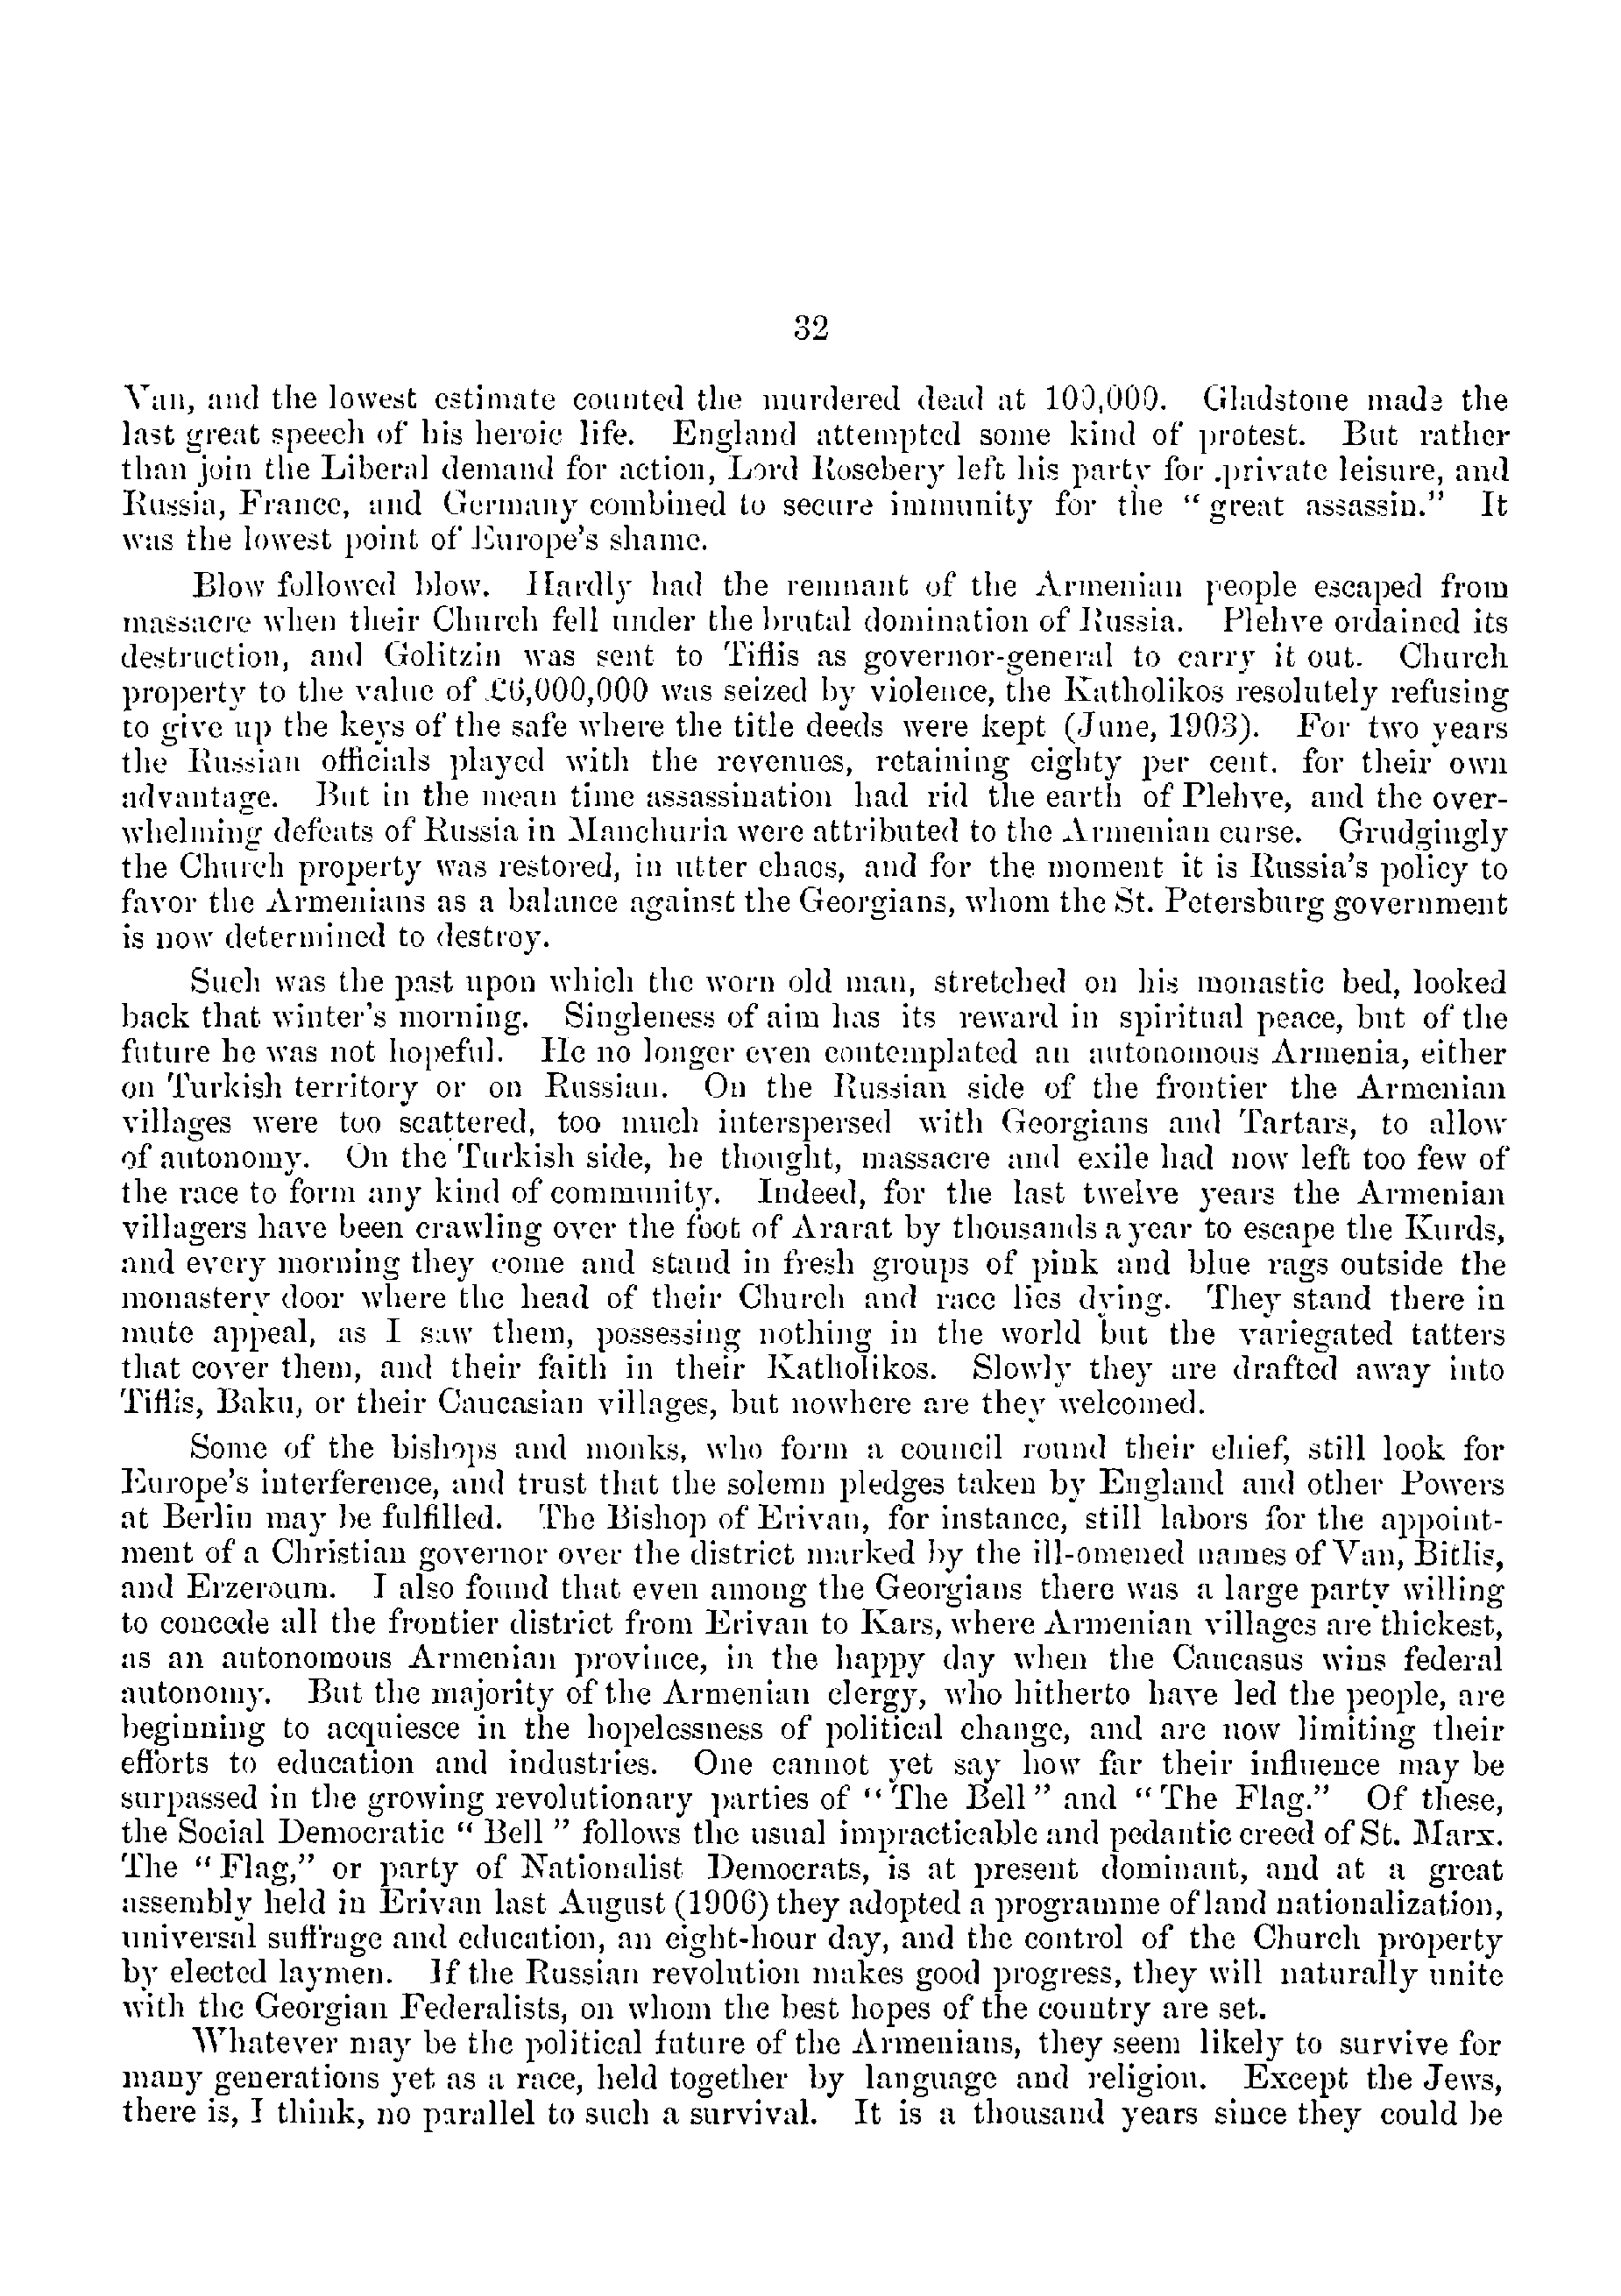 32
Van, and the lowest estimate counted the murdered dead at 100,000. Gladstone made the
last great speech of his heroic life. England attempted some kind of protest. But rather
than join the Liberal demand for action, Lord Rosebery left his party for private leisure, and
Russia, France, and Germany combined to secure immunity for the “great assassin.” It
was the lowest point of Europe’s shame.
Blow followed blow. Hardly had the remnant of the Armenian people escaped from
massacre when their Church fell under the brutal domination of Russia. Plehve ordained its
destruction, and Golitzin was sent to Tiflis as governor-general to carry it out. Church
property to the value of £6,000,000 was seized by violence, the Katholikos resolutely refusing
to give up the keys of the safe where the title deeds were kept (June, 1903). For two years
the Russian officials played with the revenues, retaining eighty per cent. for their own
advantage. But in the mean time assassination had rid the earth of Plehve, and the over-
whelming defeats of Russia in Manchuria were attributed to the Armenian curse. Grudgingly
the Church property was restored, in utter chaos, and for the moment it is Russia’s policy to
favor the Armenians as a balance against the Georgians, whom the St. Petersburg government
is now determined to destroy.
Such was the past upon which the worn old man, stretched on his monastic bed, looked
back that winter’s morning. Singleness of aim has its reward in spiritual peace, but of the
future he was not hopeful. He no longer even contemplated an autonomous Armenia, either
on Turkish territory or on Russian. On the Russian side of the frontier the Armenian
villages were too scattered, too much interspersed with Georgians and Tartars, to allow
of autonomy. On the Turkish side, he thought, massacre and exile had now left too few of
the race to form any kind of community. Indeed, for the last twelve years the Armenian
villagers have been crawling over the foot of Ararat by thousands a year to escape the Kurds,
and every morning they come and stand in fresh groups of pink and blue rags outside the
monastery door where the head of their Church and race lies dying. They stand there in
mute appeal, as I saw them, possessing nothing in the world but the variegated tatters
that cover them, and their faith in their Katholikos. Slowly they are drafted away into
Tiflis, Baku, or their Caucasian villages, but nowhere are they welcomed.
Some of the bishops and monks, who form a council round their chief, still look for
Europe’s interference, and trust that the solemn pledges taken by England and other Powers
at Berlin may be fulfilled. The Bishop of Erivan, for instance, still labors for the appoint-
ment of a Christian governor over the district marked by the ill-omened names of Van, Bitlis,
and Erzeroum. I also found that even among the Georgians there was a large party willing
to concede all the frontier district from Erivan to Kars, where Armenian villages are thickest,
as an autonomous Armenian province, in the happy day when the Caucasus wins federal
autonomy. But the majority of the Armenian clergy, who hitherto have led the people, are
beginning to acquiesce in the hopelessness of political change, and are now limiting their
efforts to education and industries. One cannot yet say how far their influence may be
surpassed in the growing revolutionary parties of “The Bell” and “The Flag.” Of these,
the Social Democratic “Bell” follows the usual impracticable and pedantic creed of St. Marx.
The “Flag,” or party of Nationalist Democrats, is at present dominant, and at a great
assembly held in Erivan last August (1906) they adopted a programme of land nationalization,
universal suffrage and education, an eight-hour day, and the control of the Church property
by elected laymen. If the Russian revolution makes good progress, they will naturally unite
with the Georgian Federalists, on whom the best hopes of the country are set.
Whatever may be the political future of the Armenians, they seem likely to survive for
many generations yet as a race, held together by language and religion. Except the Jews,
there is, I think, no parallel to such a survival. It is a thousand years since they could be